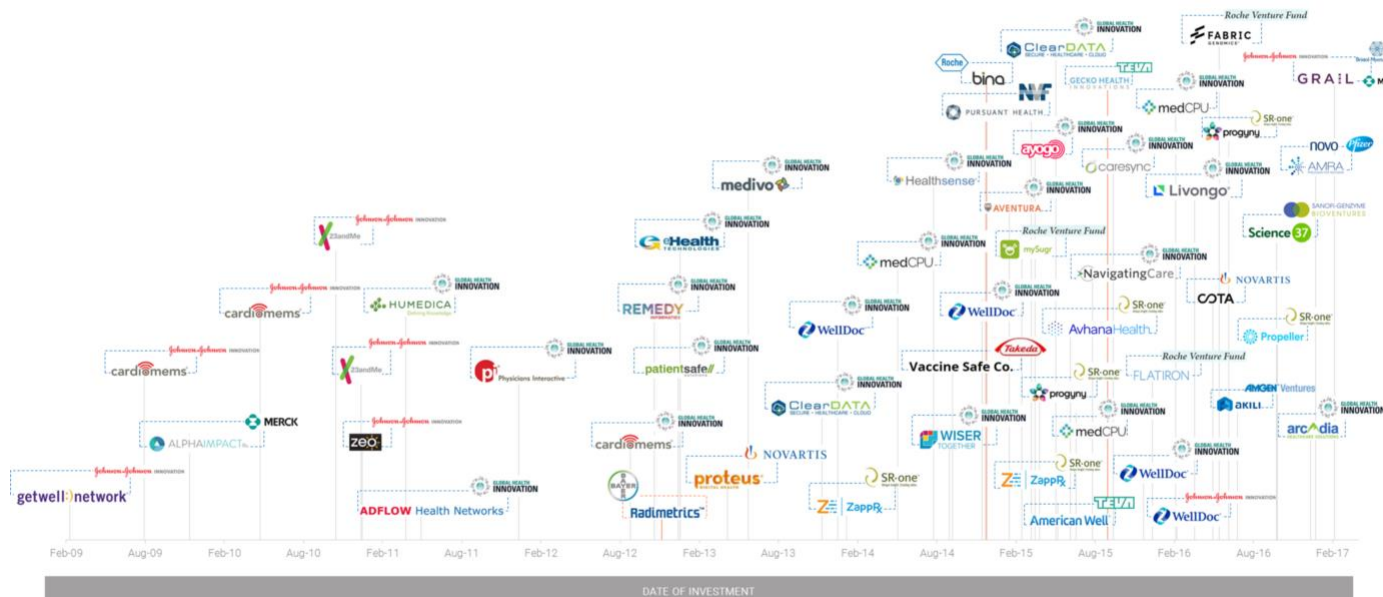 Roche Venture Fund
GLOBAL HEALTH
INNOVATION
FABRIC
GENOMICS
ClearDATA
SECURE • HEALTHCARE • CLOUD
Johnson & Johnson INNOVATION
Roche
bina
TEVA
GECKO HEALTH
INNOVATIONS
GLOBAL HEALTH
INNOVATION
GRAIL
NVF
PURSUANT HEALTH
medCPU
SR-one
progyny
GLOBAL HEALTH
INNOVATION
ayogo
GLOBAL HEALTH
INNOVATION
caresync
novo
Pfizer
AMRA
GLOBAL HEALTH
INNOVATION
medivo
GLOBAL HEALTH
INNOVATION
Healthsense
GLOBAL HEALTH
INNOVATION
Livongo
GLOBAL HEALTH
INNOVATION
AVENTURA
SANOFI-GENZYME
BIOVENTURES
Science 37
Johnson & Johnson INNOVATION
23andMe
GLOBAL HEALTH
INNOVATION
eHealth
TECHNOLOGIES
GLOBAL HEALTH
INNOVATION
medCPU
Roche Venture Fund
mySugr
GLOBAL HEALTH
INNOVATION
NavigatingCare
NOVARTIS
COTA
Johnson & Johnson INNOVATION
cardiomems
GLOBAL HEALTH
INNOVATION
HUMEDICA
GLOBAL HEALTH
INNOVATION
REMEDY
INFORMATICS
GLOBAL HEALTH
INNOVATION
WellDoc
GLOBAL HEALTH
INNOVATION
WellDoc
SR-one
AvhanaHealth
SR-one
Propeller
Johnson & Johnson INNOVATION
cardiomems
Johnson & Johnson INNOVATION
23andMe
GLOBAL HEALTH
INNOVATION
Physicians Interactive
GLOBAL HEALTH
INNOVATION
patientsafe
Takeda
Vaccine Safe Co.
SR-one
progyny
Roche Venture Fund
FLATIRON
AMGEN Ventures
AKILI
MERCK
ALPHAIMPACT
Johnson & Johnson INNOVATION
zeo
GLOBAL HEALTH
INNOVATION
cardiomems
GLOBAL HEALTH
INNOVATION
ClearDATA
SECURE • HEALTHCARE • CLOUD
GLOBAL HEALTH
INNOVATION
WISER
TOGETHER
GLOBAL HEALTH
INNOVATION
medCPU
GLOBAL HEALTH
INNOVATION
arcadia
HEALTHCARE SOLUTIONS
Johnson & Johnson INNOVATION
getwell:)network
GLOBAL HEALTH
INNOVATION
ADFLOW Health Networks
BAYER
Radimetrics™
NOVARTIS
proteus
DIGITAL HEALTH
SR-one
ZappRx
SR-one
ZappRx
TEVA
American Well
GLOBAL HEALTH
INNOVATION
WellDoc
Johnson & Johnson INNOVATION
WellDoc
Feb-09 Aug-09 Feb-10 Aug-10 Feb-11 Aug-11 Feb-12 Aug-12 Feb-13 Aug-13 Feb-14 Aug-14 Feb-15 Aug-15 Feb-16 Aug-16 Feb-17
DATE OF INVESTMENT